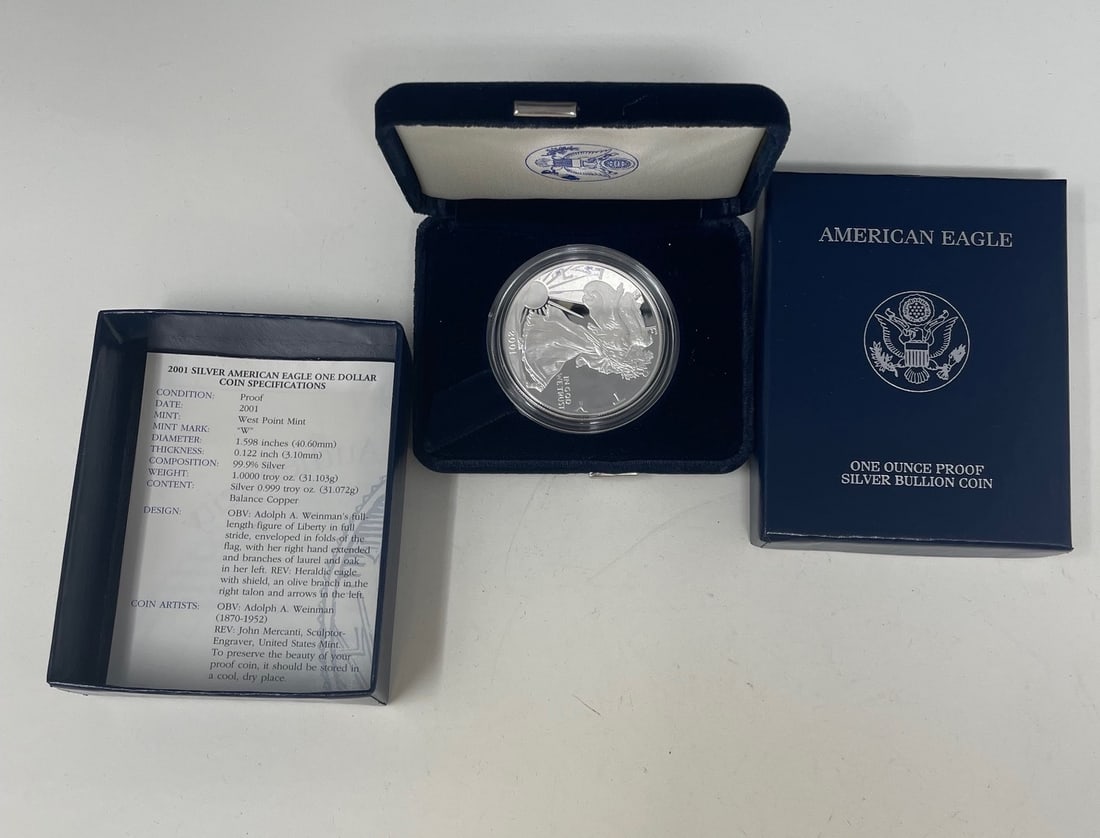 2001 SILVER AMERICAN EAGLE ONE DOLLAR
COIN SPECIFICATIONS
CONDITION: Proof
DATE: 2001
MINT: West Point Mint
MINT MARK: "W"
DIAMETER: 1.598 inches (40.60mm)
THICKNESS: 0.122 inch (3.10mm)
COMPOSITION: 99.9% Silver
WEIGHT: 1.0000 troy oz. (31.103g)
CONTENT: Silver 0.999 troy oz. (31.072g)
Balance Copper
DESIGN: OBV: Adolph A. Weinman's full-
length figure of Liberty in full
stride, enveloped in folds of the
flag, with her right hand extended
and branches of laurel and oak
in her left. REV: Heraldic eagle
with shield, an olive branch in the
right talon and arrows in the left.
COIN ARTISTS: OBV: Adolph A. Weinman
(1870-1952)
REV: John Mercanti, Sculptor-
Engraver, United States Mint.
To preserve the beauty of your
proof coin, it should be stored in
a cool, dry place.
IN GOD
WE TRUST
AMERICAN EAGLE
ONE OUNCE PROOF
SILVER BULLION COIN